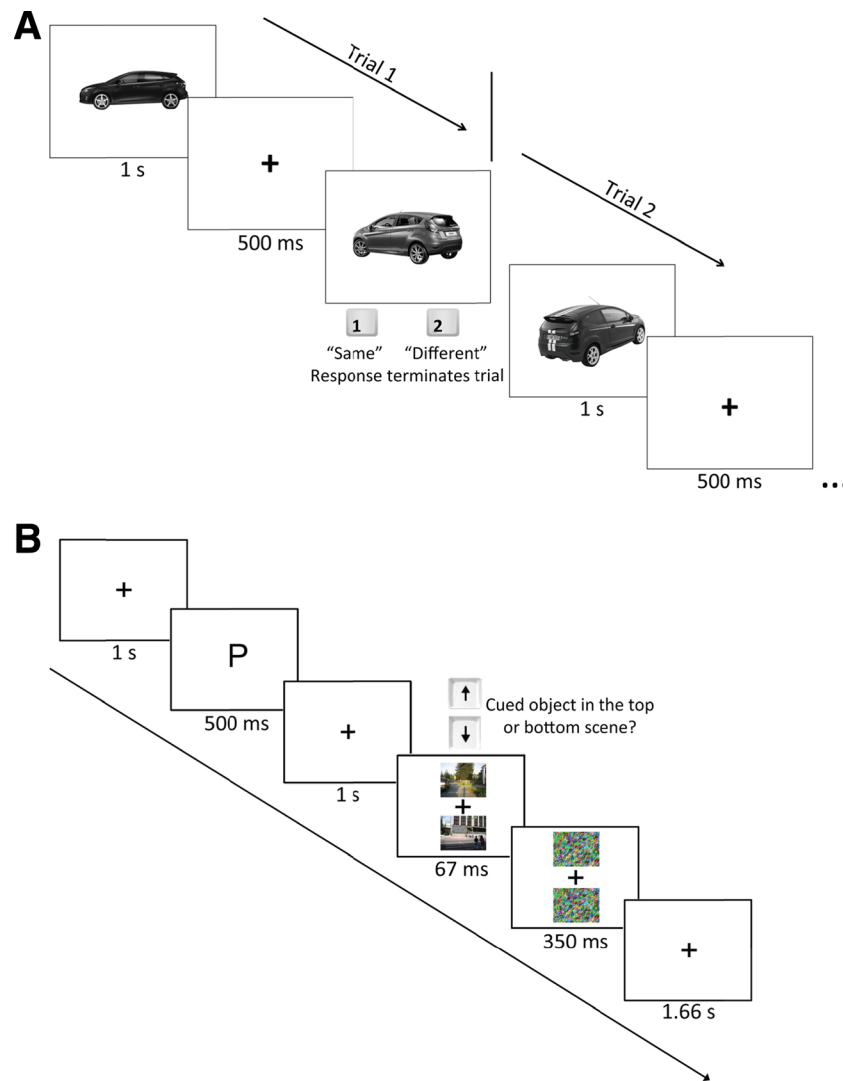 A
Trial 1
1 s
+
500 ms
1 2
“Same” “Different”
Response terminates trial
Trial 2
1 s
+
500 ms
...
B
+
1 s
P
500 ms
+
1 s
↑
↓
Cued object in the top
or bottom scene?
+
67 ms
+
350 ms
+
1.66 s